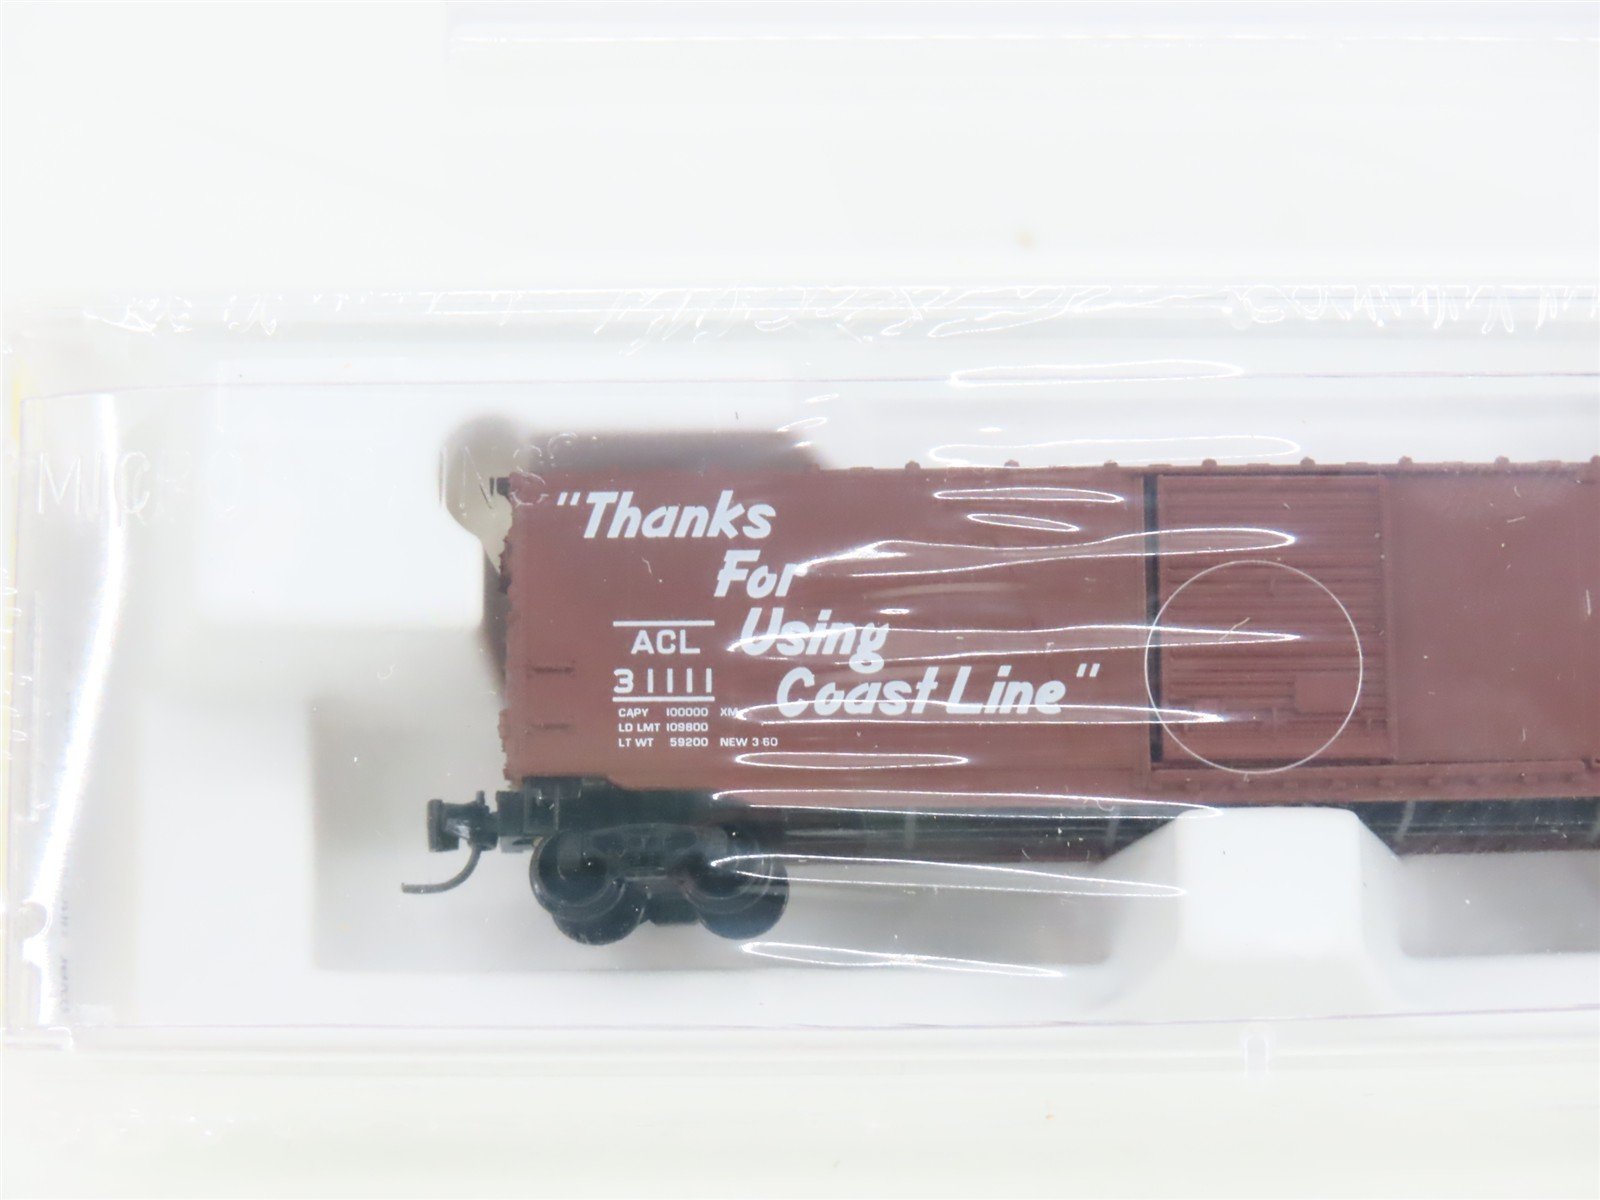 "Thanks
For
Using
Coast Line"
ACL
31111
CAPY 100000 XM
LD LMT 109800
LT WT 59200 NEW 3 60